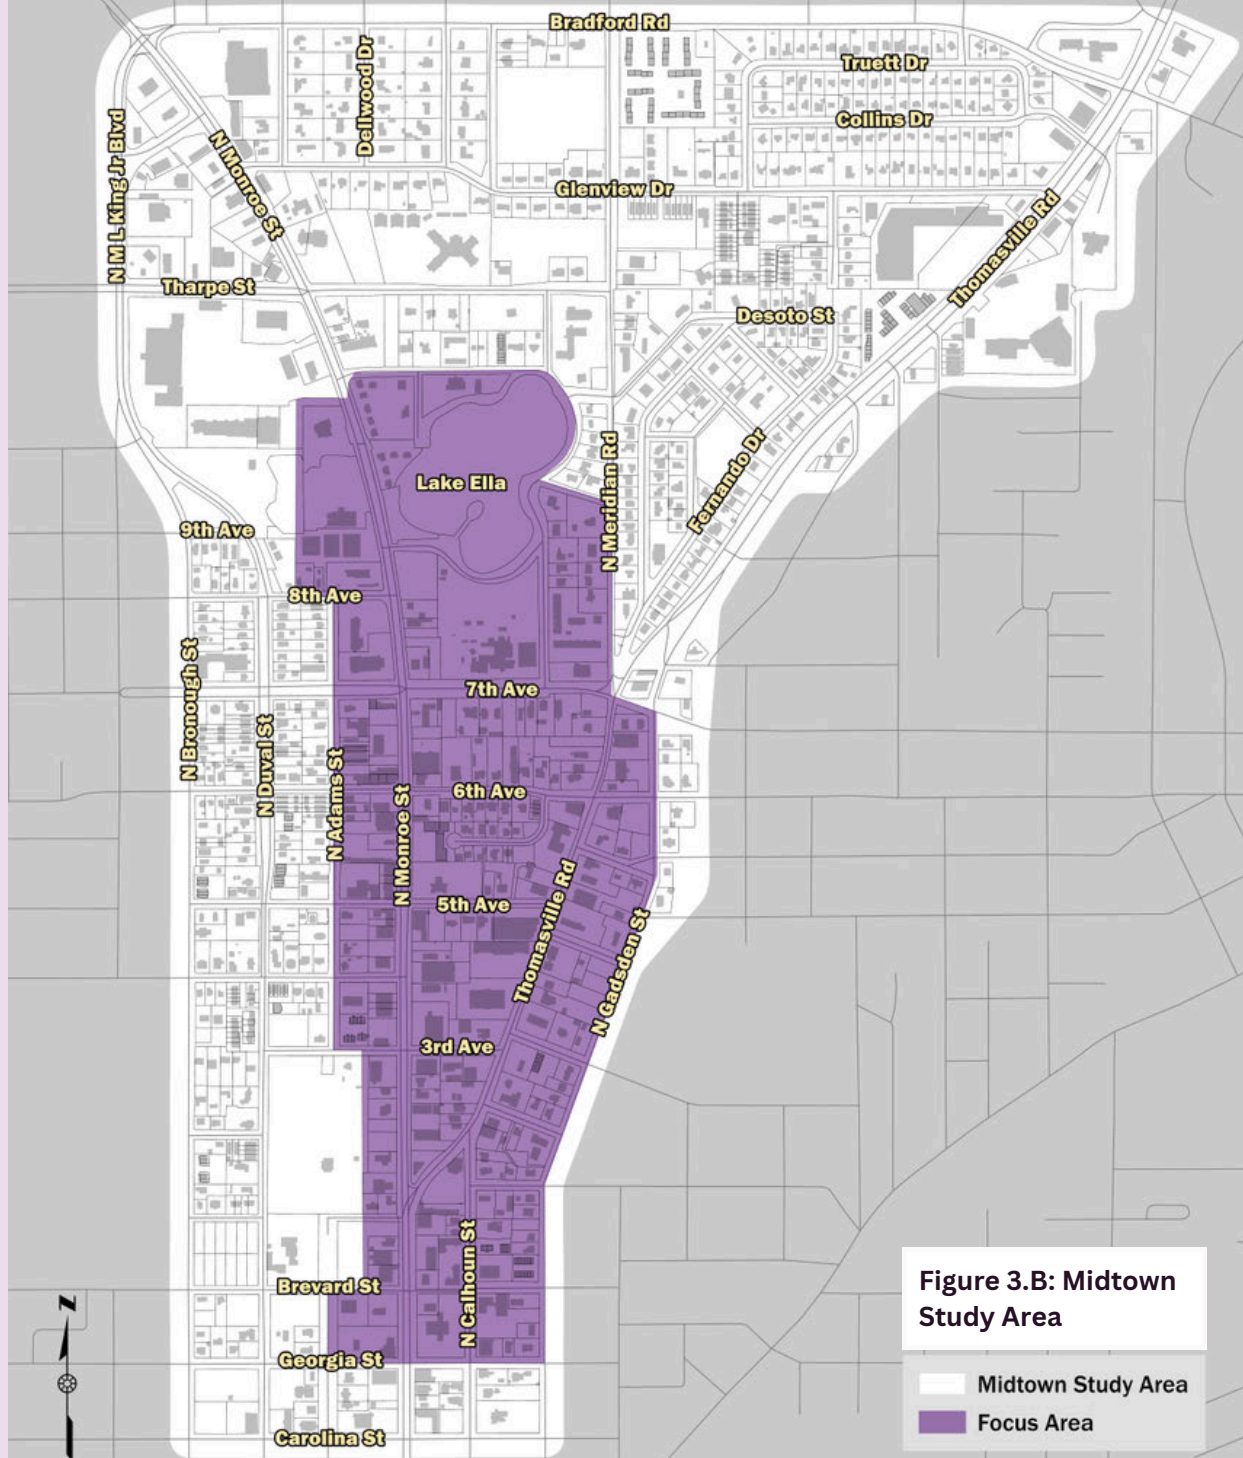 Bradford Rd
Truett Dr
Dellwood Dr
Collins Dr
N M L King Jr Blvd
N Monroe St
Glenview Dr
Thomasville Rd
Tharpe St
Desoto St
Lake Ella
N Meridian Rd
Fernando Dr
9th Ave
8th Ave
N Bronough St
7th Ave
N Duval St
N Adams St
6th Ave
N Monroe St
5th Ave
Thomasville Rd
N Gadsden St
3rd Ave
N Calhoun St
Brevard St
Georgia St
Carolina St
N
Figure 3.B: Midtown
Study Area
Midtown Study Area
Focus Area